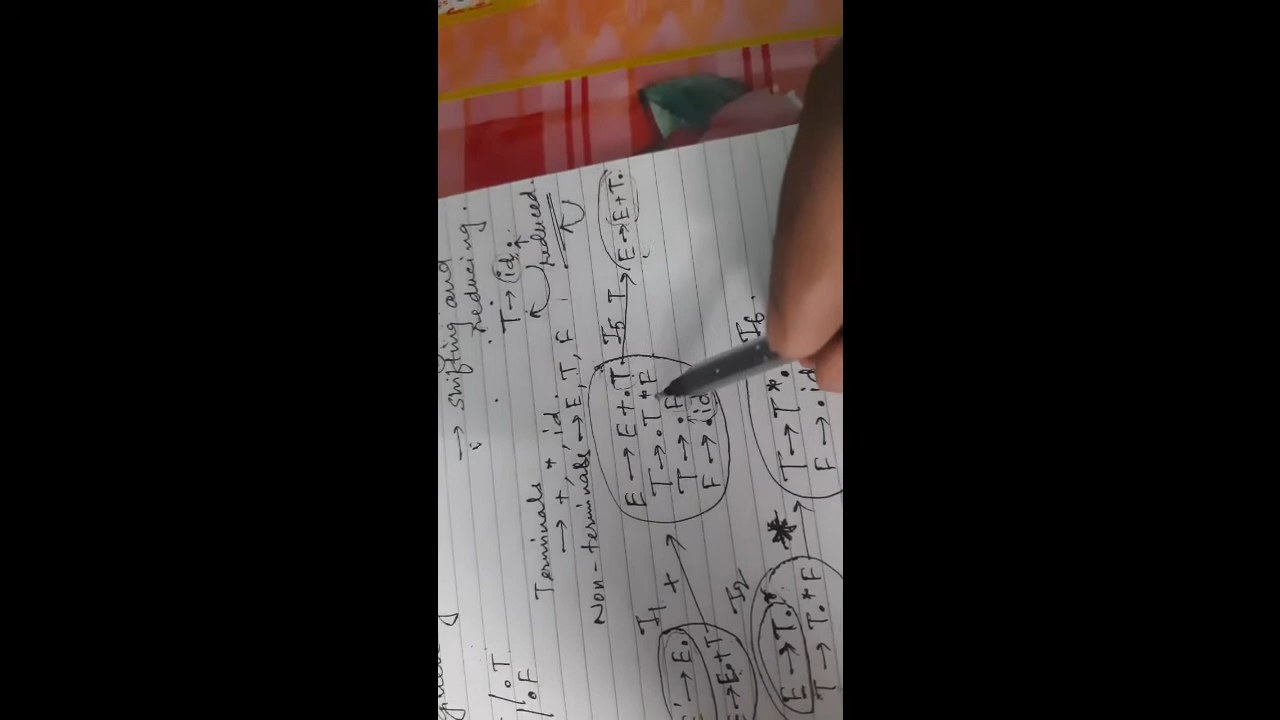 → shifting and
reducing.
T → id.
reduced.
Terminals
→ +, *, id.
Non-terminals → E, T, F
I1
+
E' → E.
E → E.+T
E → E+.T
T → .T*F
T → .F
F → .id
I5
T
E → E+T.
I2
E → T.
T → T.*F
*
T → T*.
F → .id
I6